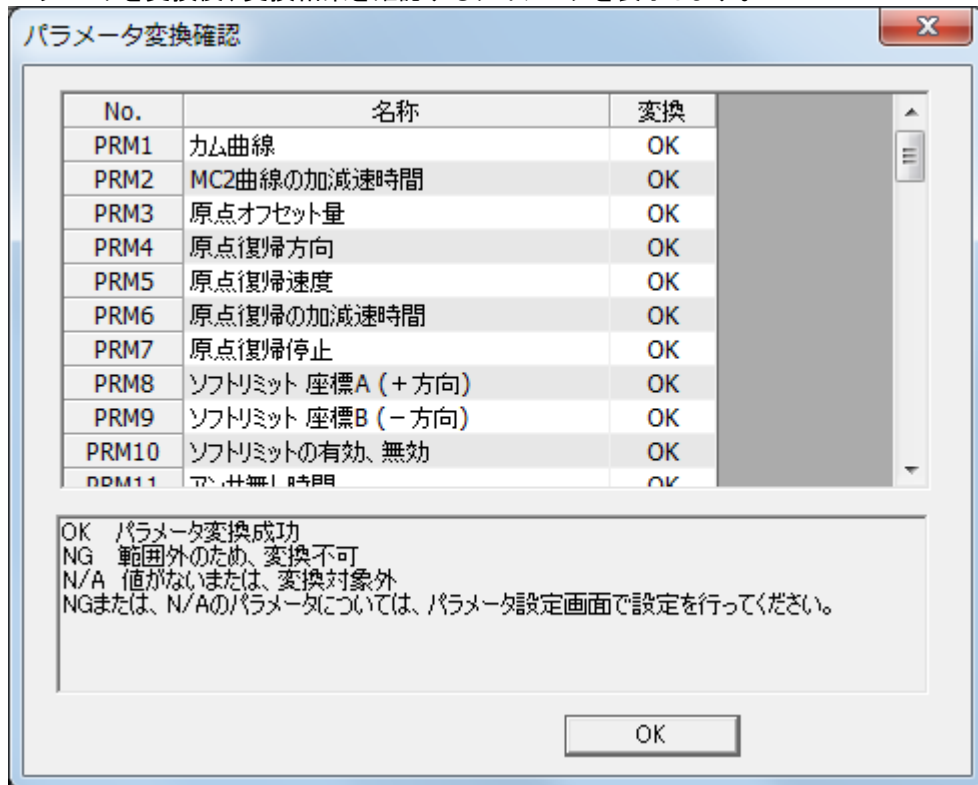 パラメータ変換確認
No. 名称 変換
PRM1 カム曲線 OK
PRM2 MC2曲線の加減速時間 OK
PRM3 原点オフセット量 OK
PRM4 原点復帰方向 OK
PRM5 原点復帰速度 OK
PRM6 原点復帰の加減速時間 OK
PRM7 原点復帰停止 OK
PRM8 ソフトリミット 座標A (+方向) OK
PRM9 ソフトリミット 座標B (-方向) OK
PRM10 ソフトリミットの有効、無効 OK
PRM11 アンサ無し時間 OK
OK パラメータ変換成功
NG 範囲外のため、変換不可
N/A 値がないまたは、変換対象外
NGまたは、N/Aのパラメータについては、パラメータ設定画面で設定を行ってください。
OK